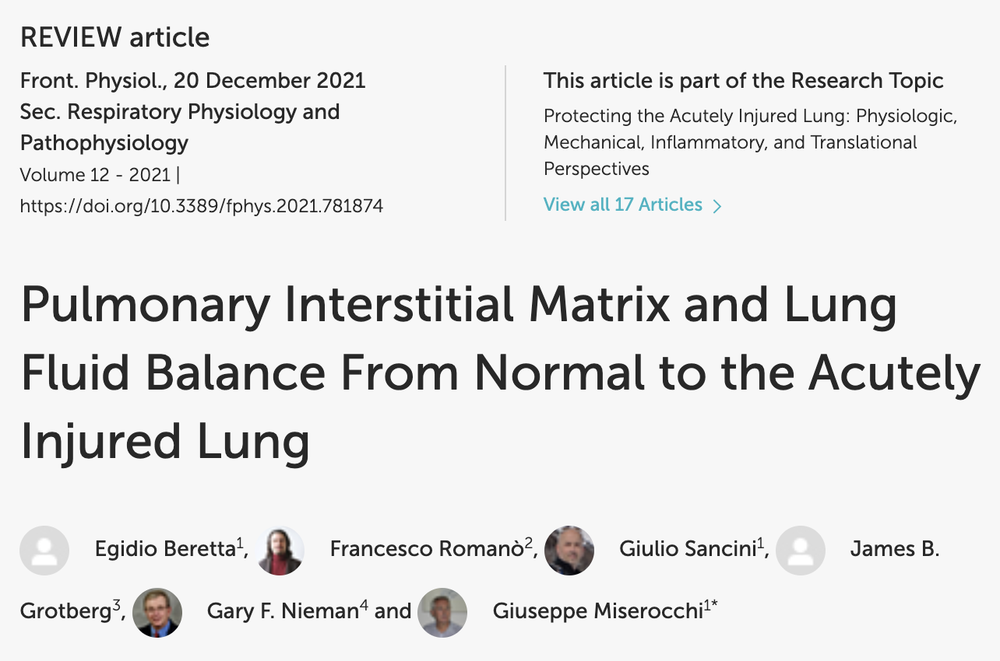 REVIEW article
Front. Physiol., 20 December 2021
Sec. Respiratory Physiology and
Pathophysiology
Volume 12 - 2021 |
https://doi.org/10.3389/fphys.2021.781874
This article is part of the Research Topic
Protecting the Acutely Injured Lung: Physiologic,
Mechanical, Inflammatory, and Translational
Perspectives
View all 17 Articles >
Pulmonary Interstitial Matrix and Lung
Fluid Balance From Normal to the Acutely
Injured Lung
Egidio Beretta¹, Francesco Romanò², Giulio Sancini¹, James B.
Grotberg³, Gary F. Nieman⁴ and Giuseppe Miserocchi¹*